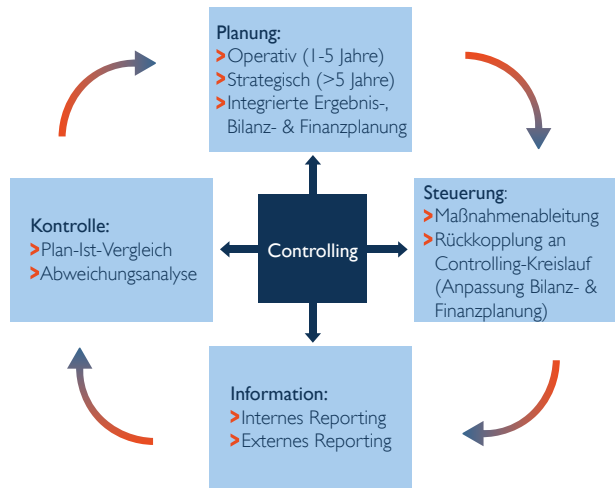 Planung:
>Operativ (1-5 Jahre)
>Strategisch (>5 Jahre)
>Integrierte Ergebnis-,
Bilanz- & Finanzplanung
Kontrolle:
>Plan-Ist-Vergleich
>Abweichungsanalyse
Controlling
Steuerung:
>Maßnahmenableitung
>Rückkopplung an
Controlling-Kreislauf
(Anpassung Bilanz- &
Finanzplanung)
Information:
>Internes Reporting
>Externes Reporting